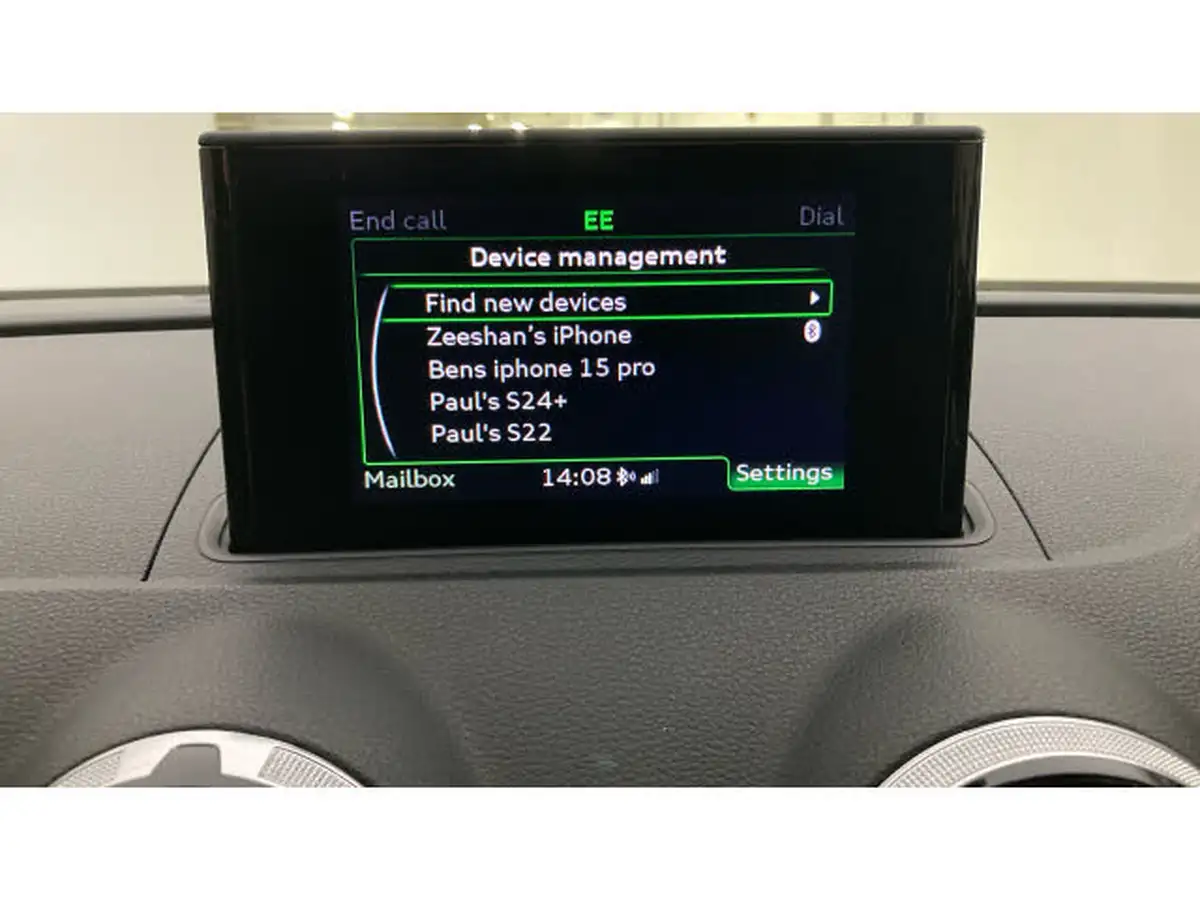 End call EE Dial
Device management
Find new devices
Zeeshan's iPhone
Bens iphone 15 pro
Paul's S24+
Paul's S22
Mailbox 14:08 Settings